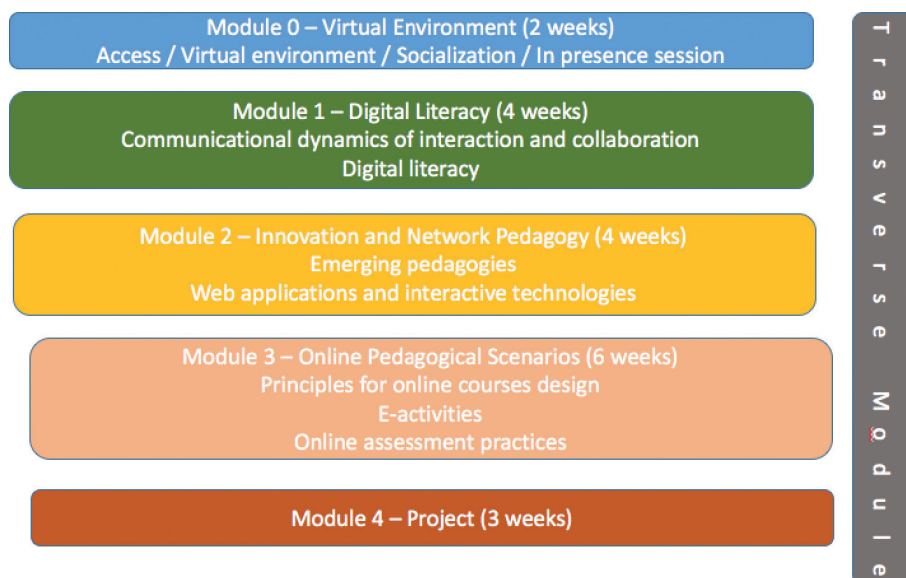 Module 0 – Virtual Environment (2 weeks)
Access / Virtual environment / Socialization / In presence session
Module 1 – Digital Literacy (4 weeks)
Communicational dynamics of interaction and collaboration
Digital literacy
Module 2 – Innovation and Network Pedagogy (4 weeks)
Emerging pedagogies
Web applications and interactive technologies
Module 3 – Online Pedagogical Scenarios (6 weeks)
Principles for online courses design
E-activities
Online assessment practices
Module 4 – Project (3 weeks)
Transverse Module